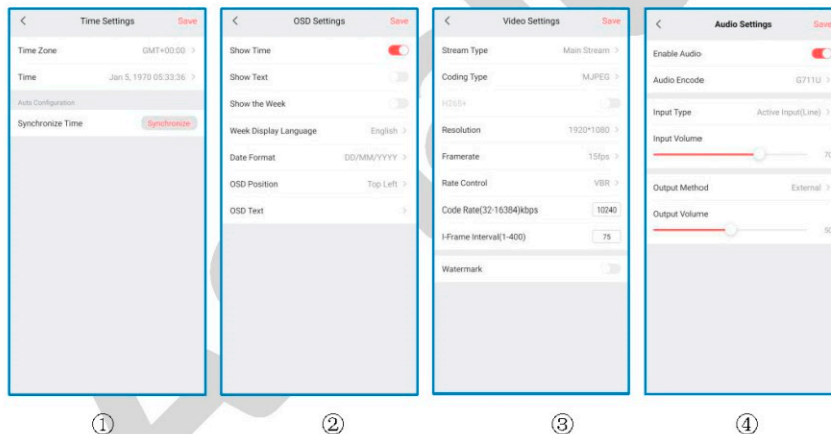 Time Settings Save
Time Zone GMT+00:00
Time Jan 5, 1970 05:33:36
Auto Configuration
Synchronize Time Synchronize
①
OSD Settings Save
Show Time
Show Text
Show the Week
Week Display Language English
Date Format DD/MM/YYYY
OSD Position Top Left
OSD Text
②
Video Settings Save
Stream Type Main Stream
Coding Type MJPEG
H265+
Resolution 1920*1080
Framerate 15fps
Rate Control VBR
Code Rate(32-16384)kbps 10240
I-Frame Interval(1-400) 75
Watermark
③
Audio Settings Save
Enable Audio
Audio Encode G711U
Input Type Active Input(Line)
Input Volume
70
Output Method External
Output Volume
50
④